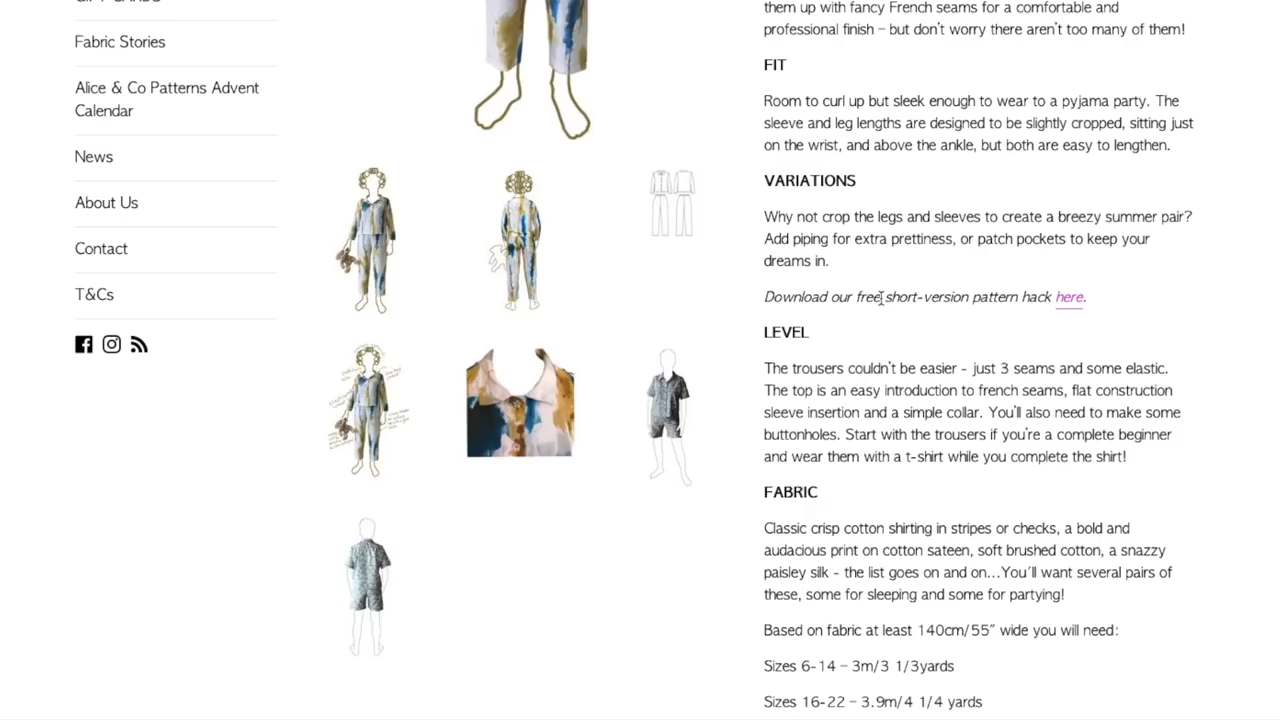 Fabric Stories
Alice & Co Patterns Advent
Calendar
News
About Us
Contact
T&Cs
them up with fancy French seams for a comfortable and
professional finish – but don't worry there aren't too many of them!
FIT
Room to curl up but sleek enough to wear to a pyjama party. The
sleeve and leg lengths are designed to be slightly cropped, sitting just
on the wrist, and above the ankle, but both are easy to lengthen.
VARIATIONS
Why not crop the legs and sleeves to create a breezy summer pair?
Add piping for extra prettiness, or patch pockets to keep your
dreams in.
Download our free short-version pattern hack here.
LEVEL
The trousers couldn't be easier - just 3 seams and some elastic.
The top is an easy introduction to french seams, flat construction
sleeve insertion and a simple collar. You'll also need to make some
buttonholes. Start with the trousers if you're a complete beginner
and wear them with a t-shirt while you complete the shirt!
FABRIC
Classic crisp cotton shirting in stripes or checks, a bold and
audacious print on cotton sateen, soft brushed cotton, a snazzy
paisley silk - the list goes on and on...You'll want several pairs of
these, some for sleeping and some for partying!
Based on fabric at least 140cm/55" wide you will need:
Sizes 6-14 – 3m/3 1/3yards
Sizes 16-22 – 3.9m/4 1/4 yards